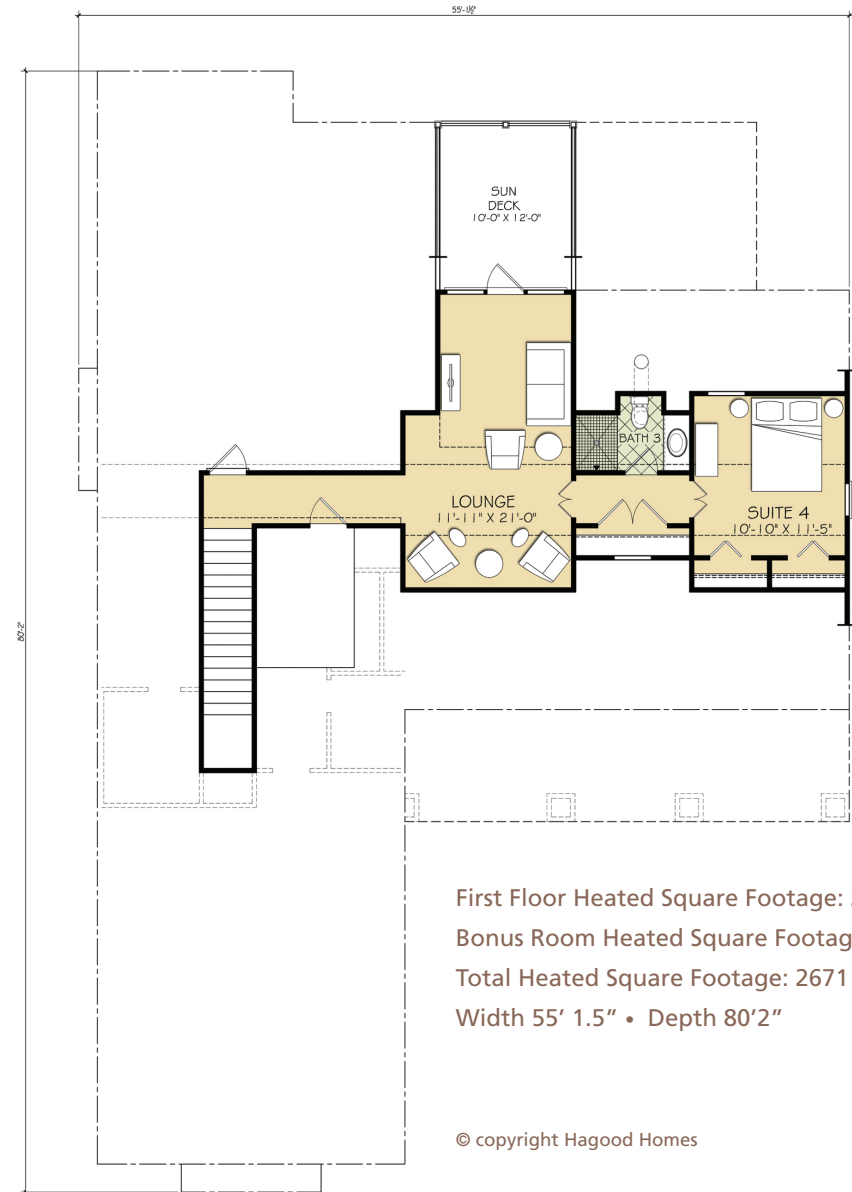 55'-1½"
SUN
DECK
10'-0" X 12'-0"
BATH 3
LOUNGE
11'-11" X 21'-0"
SUITE 4
10'-10" X 11'-5"
80'-2"
First Floor Heated Square Footage:
Bonus Room Heated Square Footag
Total Heated Square Footage: 2671
Width 55' 1.5” • Depth 80'2”
© copyright Hagood Homes